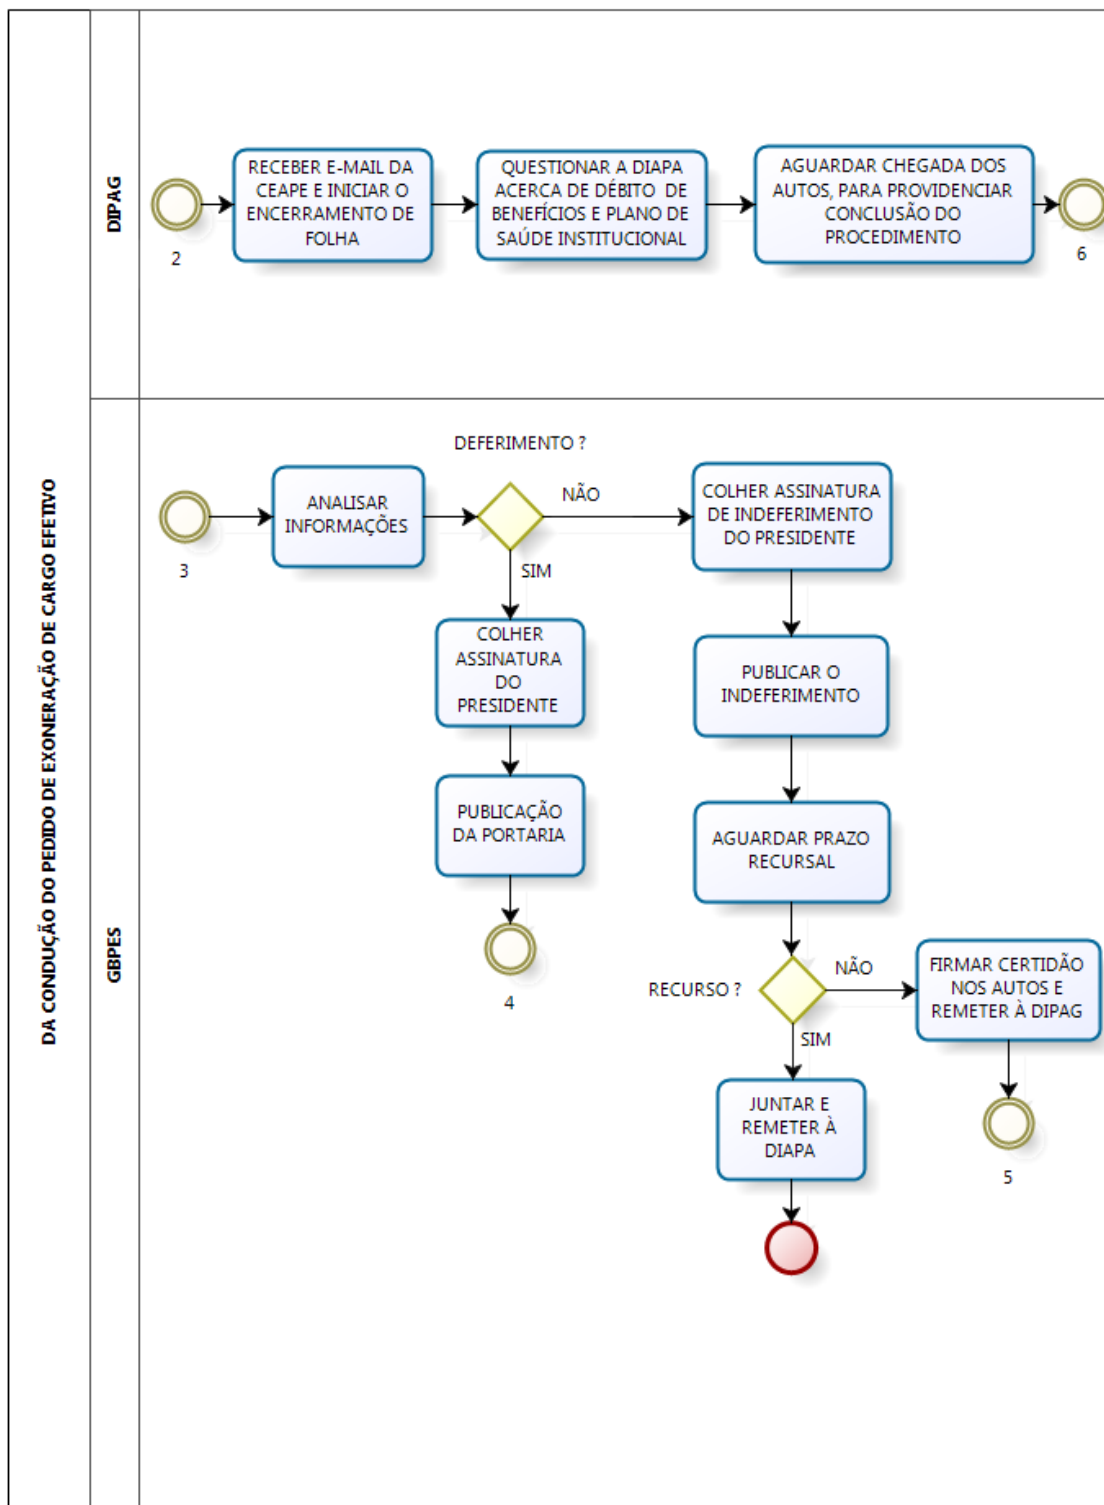 DA CONDUÇÃO DO PEDIDO DE EXONERAÇÃO DE CARGO EFETIVO
DIPAG
2
RECEBER E-MAIL DA
CEAPE E INICIAR O
ENCERRAMENTO DE
FOLHA
QUESTIONAR A DIAPA
ACERCA DE DÉBITO DE
BENEFÍCIOS E PLANO DE
SAÚDE INSTITUCIONAL
AGUARDAR CHEGADA DOS
AUTOS, PARA PROVIDENCIAR
CONCLUSÃO DO
PROCEDIMENTO
6
GBPES
3
ANALISAR
INFORMAÇÕES
DEFERIMENTO ?
NÃO
SIM
COLHER ASSINATURA
DE INDEFERIMENTO
DO PRESIDENTE
COLHER
ASSINATURA
DO
PRESIDENTE
PUBLICAR O
INDEFERIMENTO
PUBLICAÇÃO
DA PORTARIA
AGUARDAR PRAZO
RECURSAL
4
RECURSO ?
NÃO
SIM
FIRMAR CERTIDÃO
NOS AUTOS E
REMETER À DIPAG
JUNTAR E
REMETER À
DIAPA
5